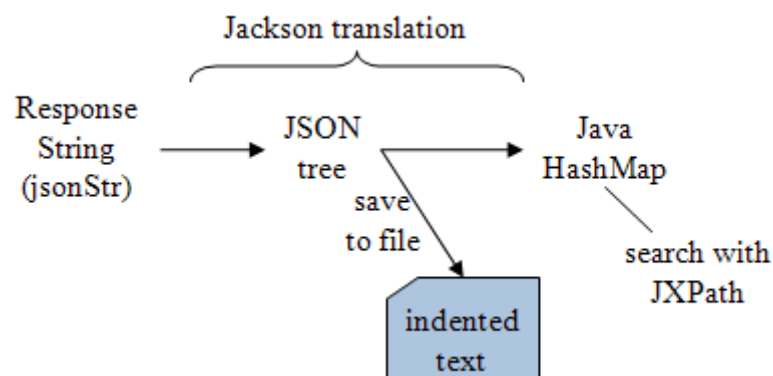 Jackson translation
Response
String
(jsonStr)
JSON
tree
Java
HashMap
save
to file
search with
JXPath
indented
text